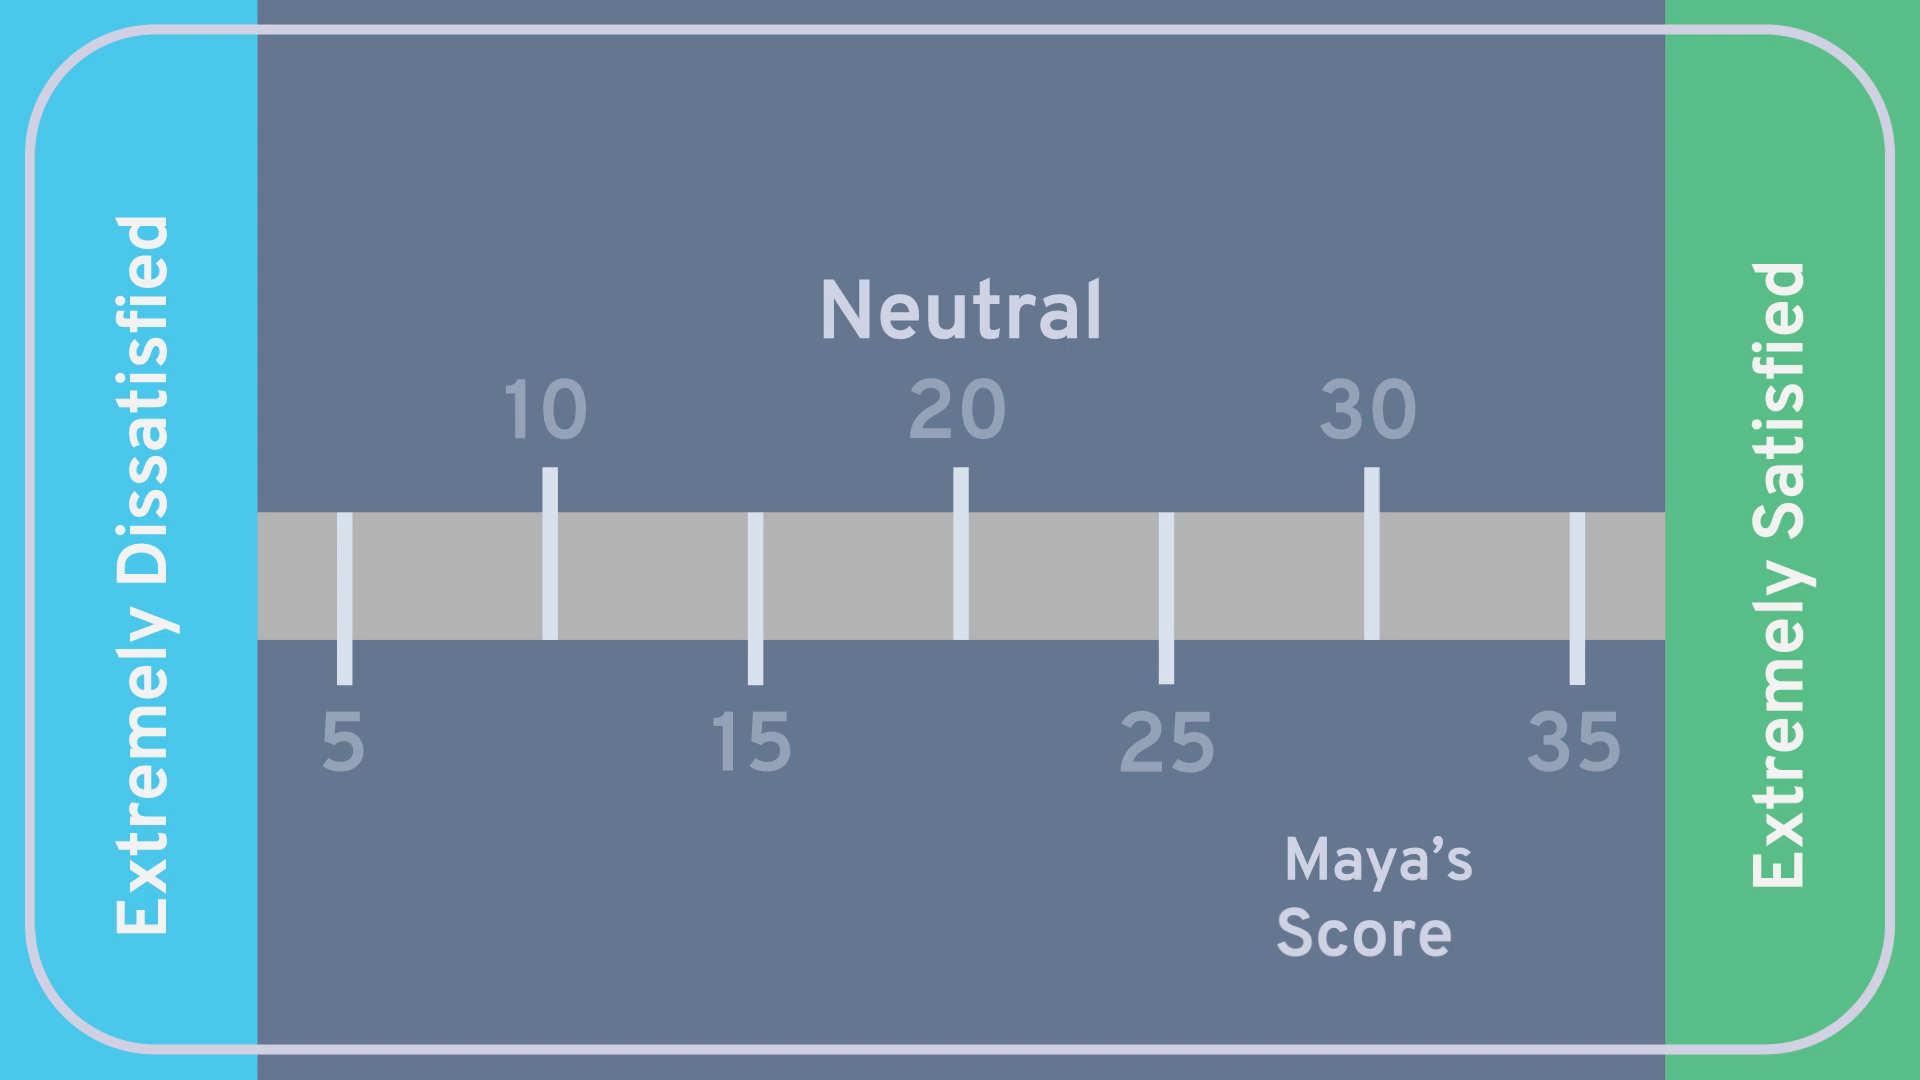 Extremely Dissatisfied
Neutral
10 20 30
5 15 25 35
Maya’s
Score
Extremely Satisfied